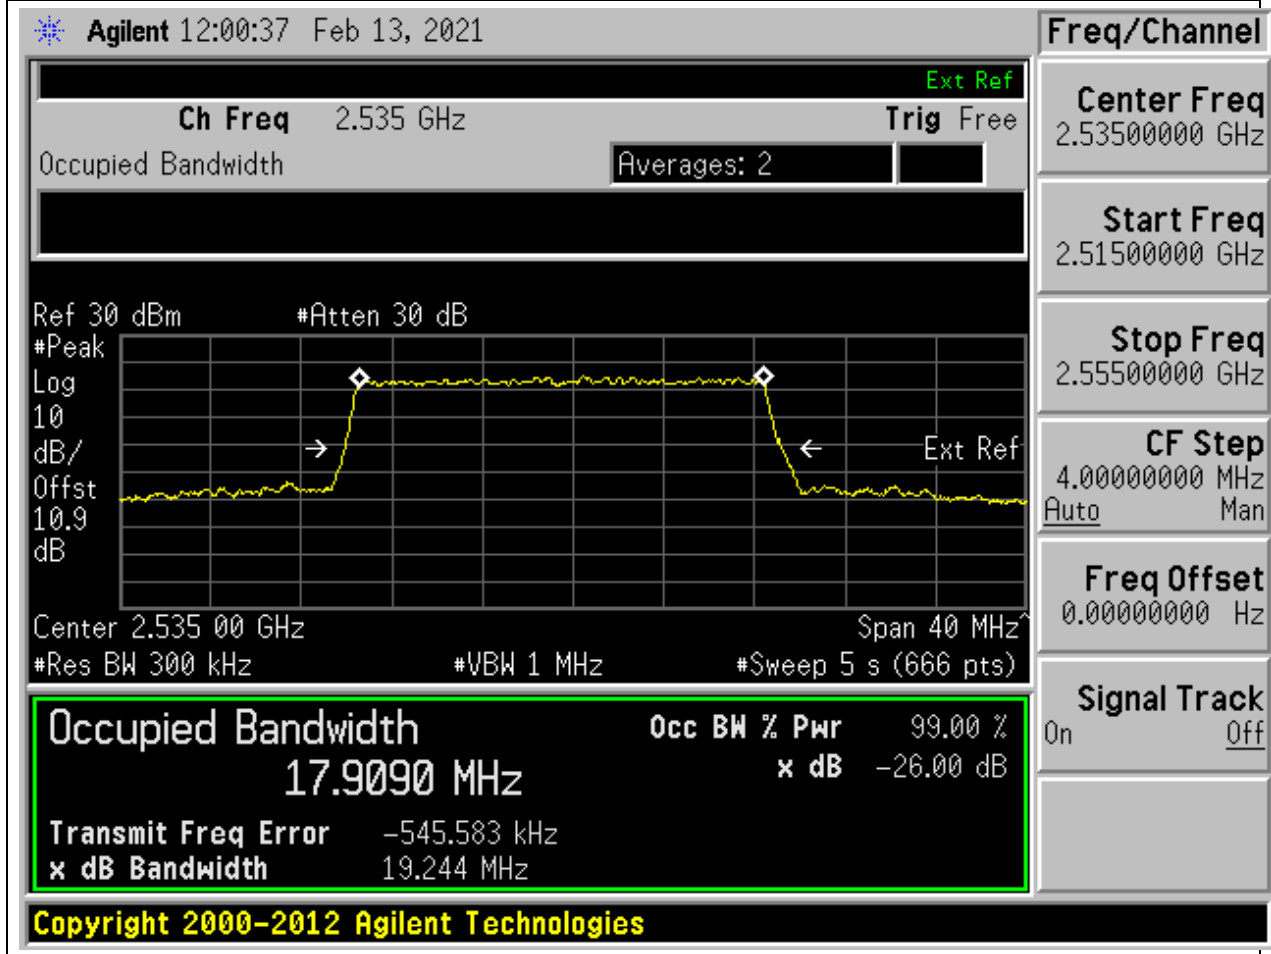 Agilent 12:00:37 Feb 13, 2021
Freq/Channel
Ext Ref
Ch Freq 2.535 GHz Trig Free
Occupied Bandwidth Averages: 2
Ref 30 dBm #Atten 30 dB
#Peak
Log
10
dB/
Offst
10.9
dB
Ext Ref
Center 2.535 00 GHz Span 40 MHz^
#Res BW 300 kHz #VBW 1 MHz #Sweep 5 s (666 pts)
Occupied Bandwidth
17.9090 MHz
Occ BW % Pwr 99.00 %
x dB -26.00 dB
Transmit Freq Error -545.583 kHz
x dB Bandwidth 19.244 MHz
Copyright 2000-2012 Agilent Technologies
Center Freq
2.53500000 GHz
Start Freq
2.51500000 GHz
Stop Freq
2.55500000 GHz
CF Step
4.00000000 MHz
Auto Man
Freq Offset
0.00000000 Hz
Signal Track
On Off